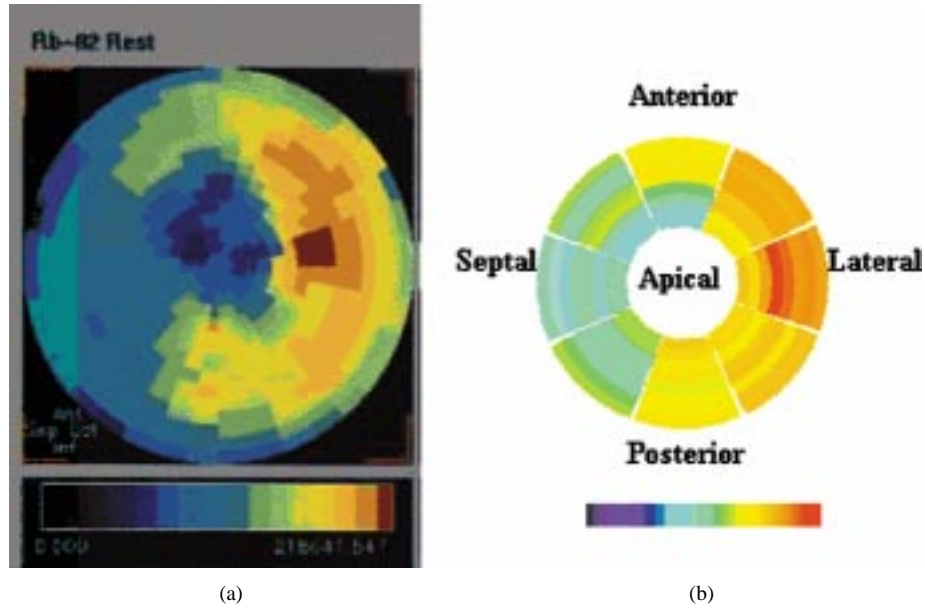 Rb-82 Rest
Anterior
Septal
Apical
Lateral
Posterior
Ant
Sep Lat
Inf
0.000
(a)
(b)